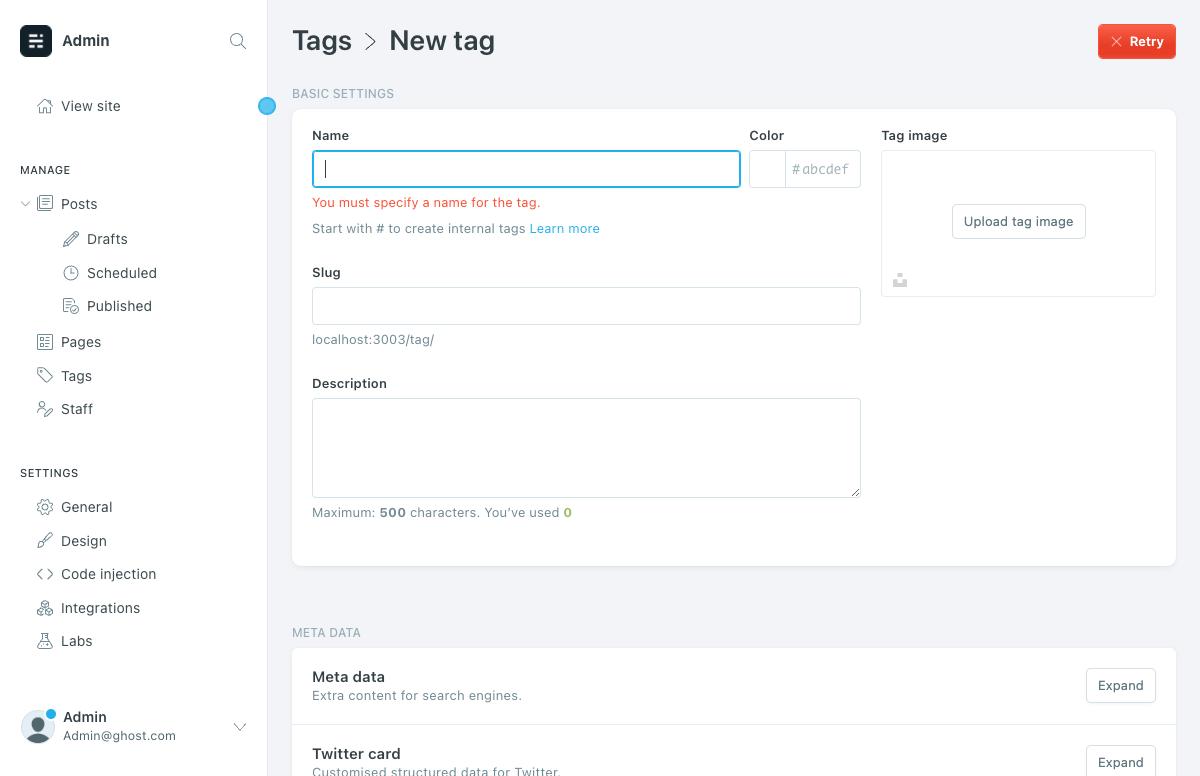 Admin
View site
MANAGE
Posts
Drafts
Scheduled
Published
Pages
Tags
Staff
SETTINGS
General
Design
Code injection
Integrations
Labs
Admin
Admin@ghost.com
Tags > New tag
Retry
BASIC SETTINGS
Name
You must specify a name for the tag.
Start with # to create internal tags Learn more
Color
#abcdef
Tag image
Upload tag image
Slug
localhost:3003/tag/
Description
Maximum: 500 characters. You’ve used 0
META DATA
Meta data
Extra content for search engines.
Expand
Twitter card
Customised structured data for Twitter.
Expand